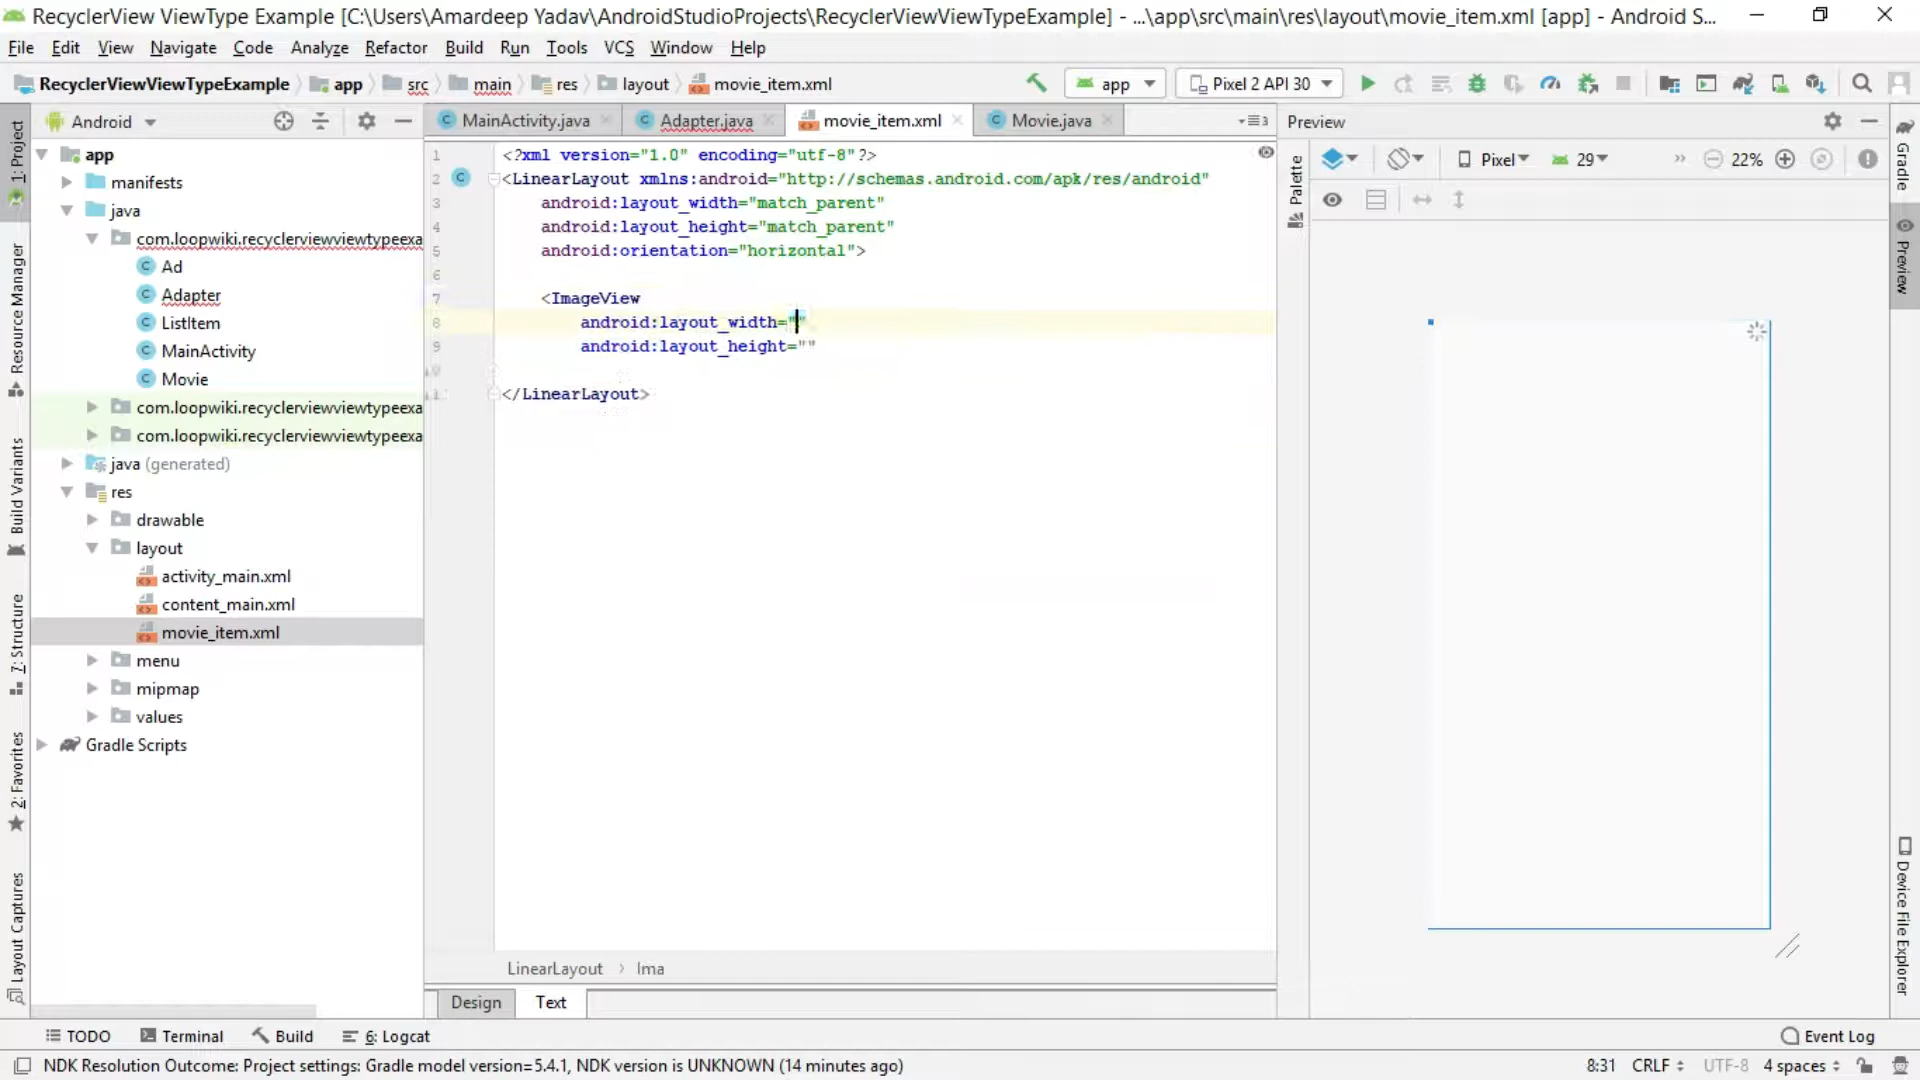 RecyclerView ViewType Example [C:\Users\Amardeep Yadav\AndroidStudioProjects\RecyclerViewViewTypeExample] - ...\app\src\main\res\layout\movie_item.xml [app] - Android S...
File Edit View Navigate Code Analyze Refactor Build Run Tools VCS Window Help
RecyclerViewViewTypeExample app src main res layout movie_item.xml app Pixel 2 API 30
Android MainActivity.java Adapter.java movie_item.xml Movie.java Preview
1: Project
Resource Manager
Build Variants
7: Structure
2: Favorites
Layout Captures
app
manifests
java
com.loopwiki.recyclerviewviewtypeexa
Ad
Adapter
ListItem
MainActivity
Movie
com.loopwiki.recyclerviewviewtypeexa
com.loopwiki.recyclerviewviewtypeexa
java (generated)
res
drawable
layout
activity_main.xml
content_main.xml
movie_item.xml
menu
mipmap
values
Gradle Scripts
1 <?xml version="1.0" encoding="utf-8"?>
2 <LinearLayout xmlns:android="http://schemas.android.com/apk/res/android"
3 android:layout_width="match_parent"
4 android:layout_height="match_parent"
5 android:orientation="horizontal">
6
7 <ImageView
8 android:layout_width=""
9 android:layout_height=""
10
11 </LinearLayout>
LinearLayout › Ima
Design Text
Palette
Pixel 29 » 22%
Gradle
Preview
Device File Explorer
TODO Terminal Build 6: Logcat Event Log
NDK Resolution Outcome: Project settings: Gradle model version=5.4.1, NDK version is UNKNOWN (14 minutes ago) 8:31 CRLF UTF-8 4 spaces